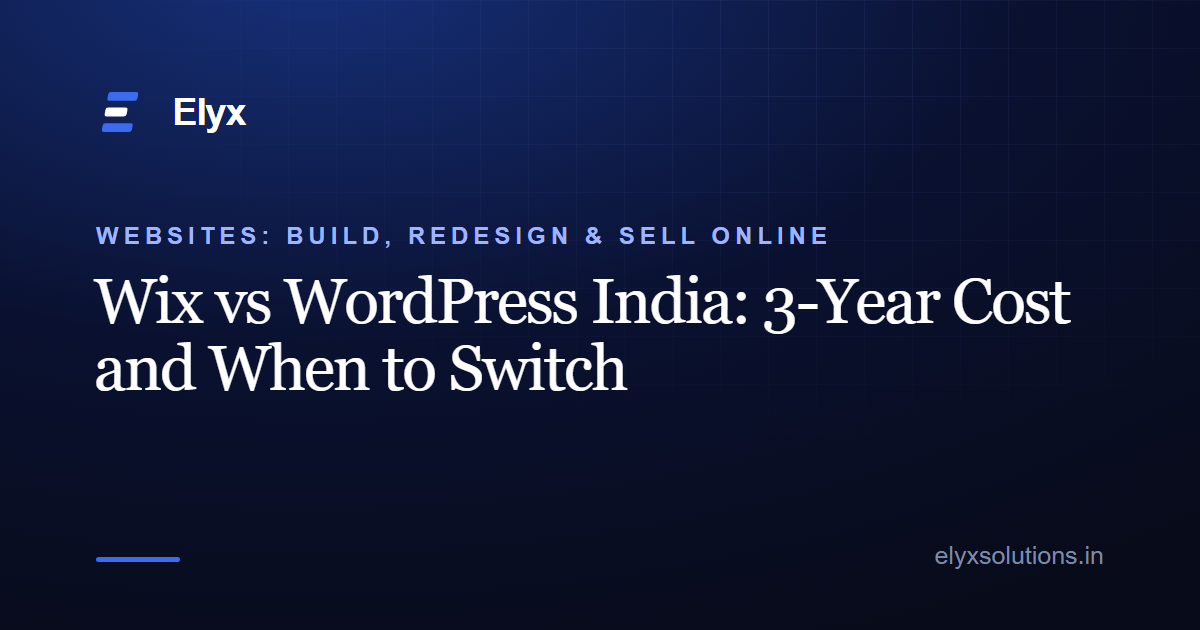 Elyx
WEBSITES: BUILD, REDESIGN & SELL ONLINE
Wix vs WordPress India: 3-Year Cost
and When to Switch
elyxsolutions.in